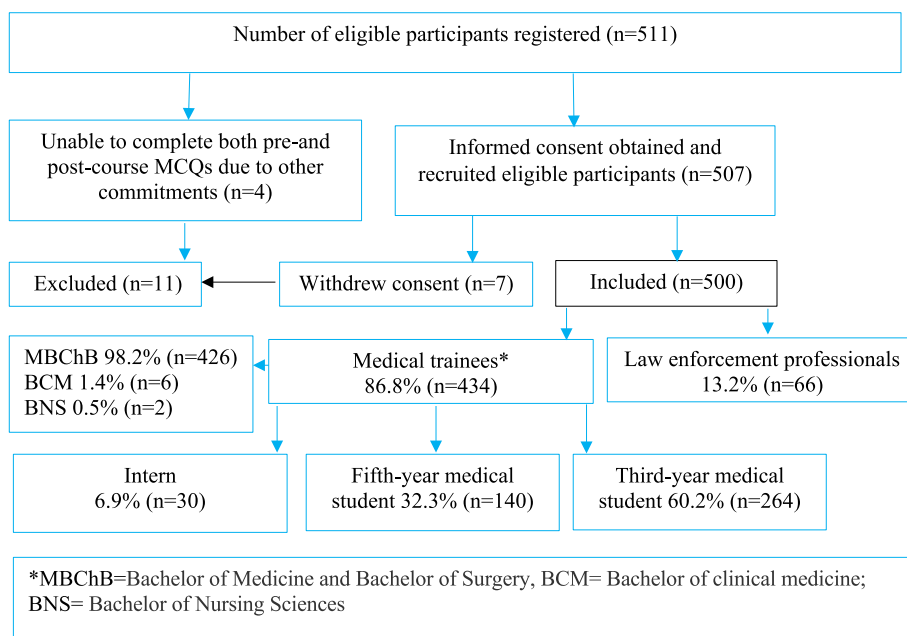 Number of eligible participants registered (n=511)
Unable to complete both pre-and
post-course MCQs due to other
commitments (n=4)
Informed consent obtained and
recruited eligible participants (n=507)
Excluded (n=11)
Withdrew consent (n=7)
Included (n=500)
MBChB 98.2% (n=426)
BCM 1.4% (n=6)
BNS 0.5% (n=2)
Medical trainees*
86.8% (n=434)
Law enforcement professionals
13.2% (n=66)
Intern
6.9% (n=30)
Fifth-year medical
student 32.3% (n=140)
Third-year medical
student 60.2% (n=264)
*MBChB=Bachelor of Medicine and Bachelor of Surgery, BCM= Bachelor of clinical medicine;
BNS= Bachelor of Nursing Sciences